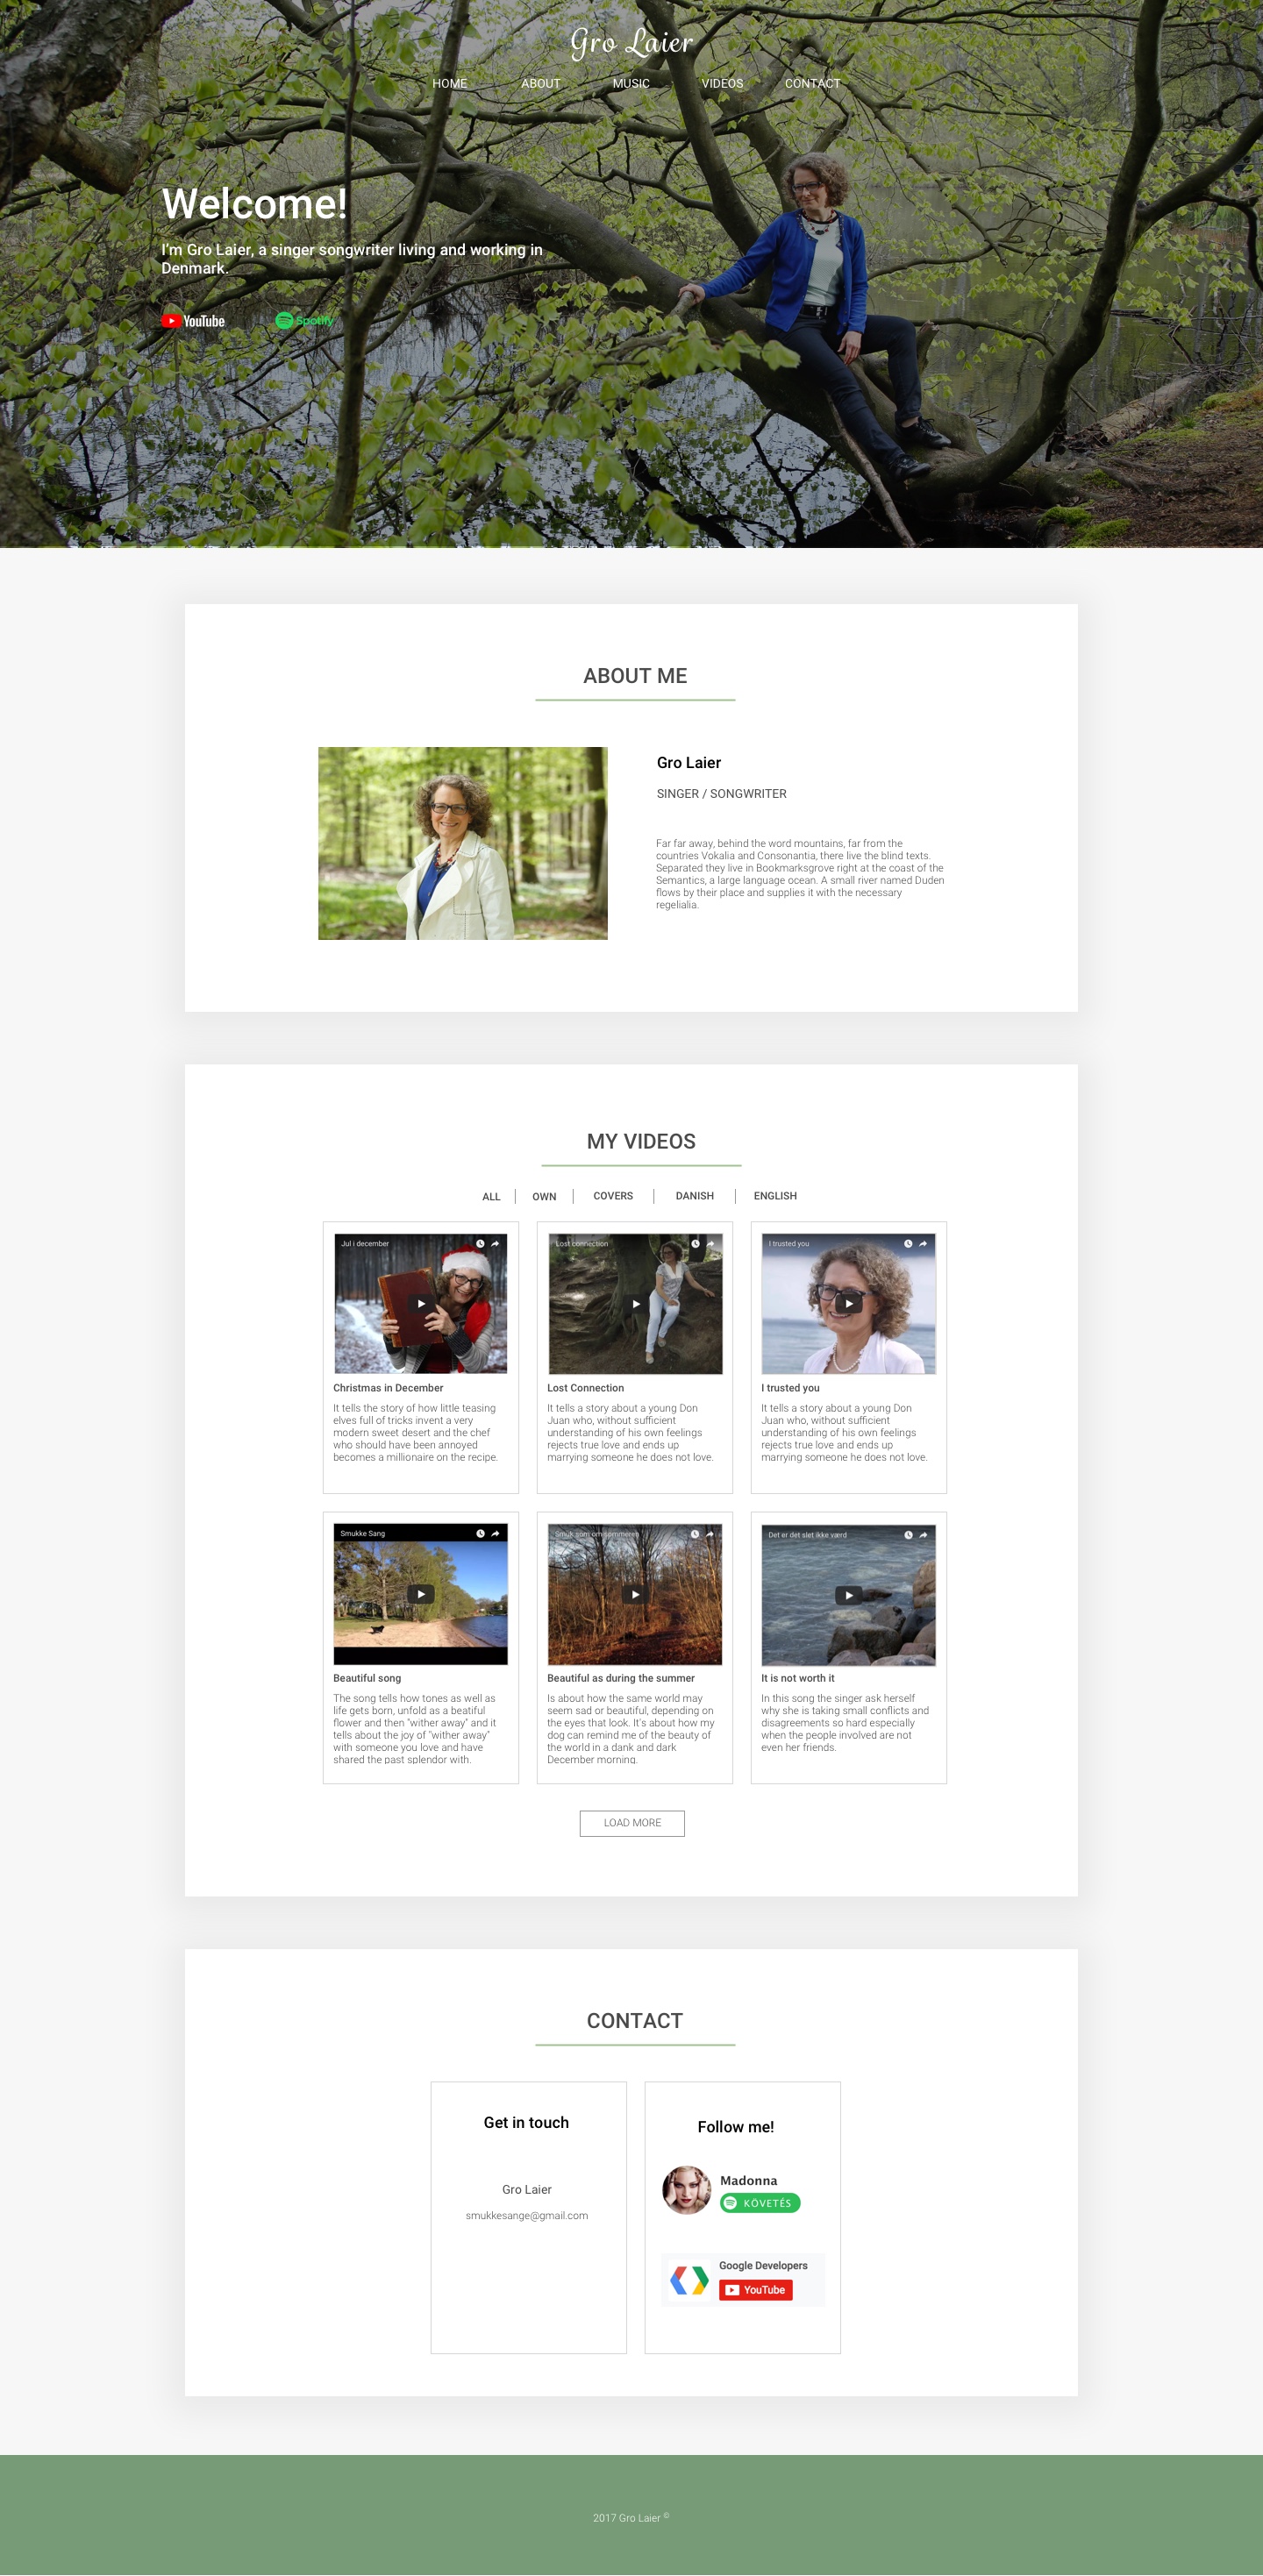 Gro Laier
HOME ABOUT MUSIC VIDEOS CONTACT
Welcome!
I'm Gro Laier, a singer songwriter living and working in
Denmark.
YouTube Spotify
ABOUT ME
Gro Laier
SINGER / SONGWRITER
Far far away, behind the word mountains, far from the
countries Vokalia and Consonantia, there live the blind texts.
Separated they live in Bookmarksgrove right at the coast of the
Semantics, a large language ocean. A small river named Duden
flows by their place and supplies it with the necessary
regelialia.
MY VIDEOS
ALL OWN COVERS DANISH ENGLISH
Jul i december
Christmas in December
It tells the story of how little teasing
elves full of tricks invent a very
modern sweet desert and the chef
who should have been annoyed
becomes a millionaire on the recipe.
Lost connection
Lost Connection
It tells a story about a young Don
Juan who, without sufficient
understanding of his own feelings
rejects true love and ends up
marrying someone he does not love.
I trusted you
I trusted you
It tells a story about a young Don
Juan who, without sufficient
understanding of his own feelings
rejects true love and ends up
marrying someone he does not love.
Smukke Sang
Beautiful song
The song tells how tones as well as
life gets born, unfold as a beatiful
flower and then "wither away" and it
tells about the joy of "wither away"
with someone you love and have
shared the past splendor with.
Smuk som om sommeren
Beautiful as during the summer
Is about how the same world may
seem sad or beautiful, depending on
the eyes that look. It's about how my
dog can remind me of the beauty of
the world in a dank and dark
December morning.
Det er det slet ikke værd
It is not worth it
In this song the singer ask herself
why she is taking small conflicts and
disagreements so hard especially
when the people involved are not
even her friends.
LOAD MORE
CONTACT
Get in touch
Gro Laier
smukkesange@gmail.com
Follow me!
Madonna
KÖVETÉS
Google Developers
YouTube
2017 Gro Laier ©